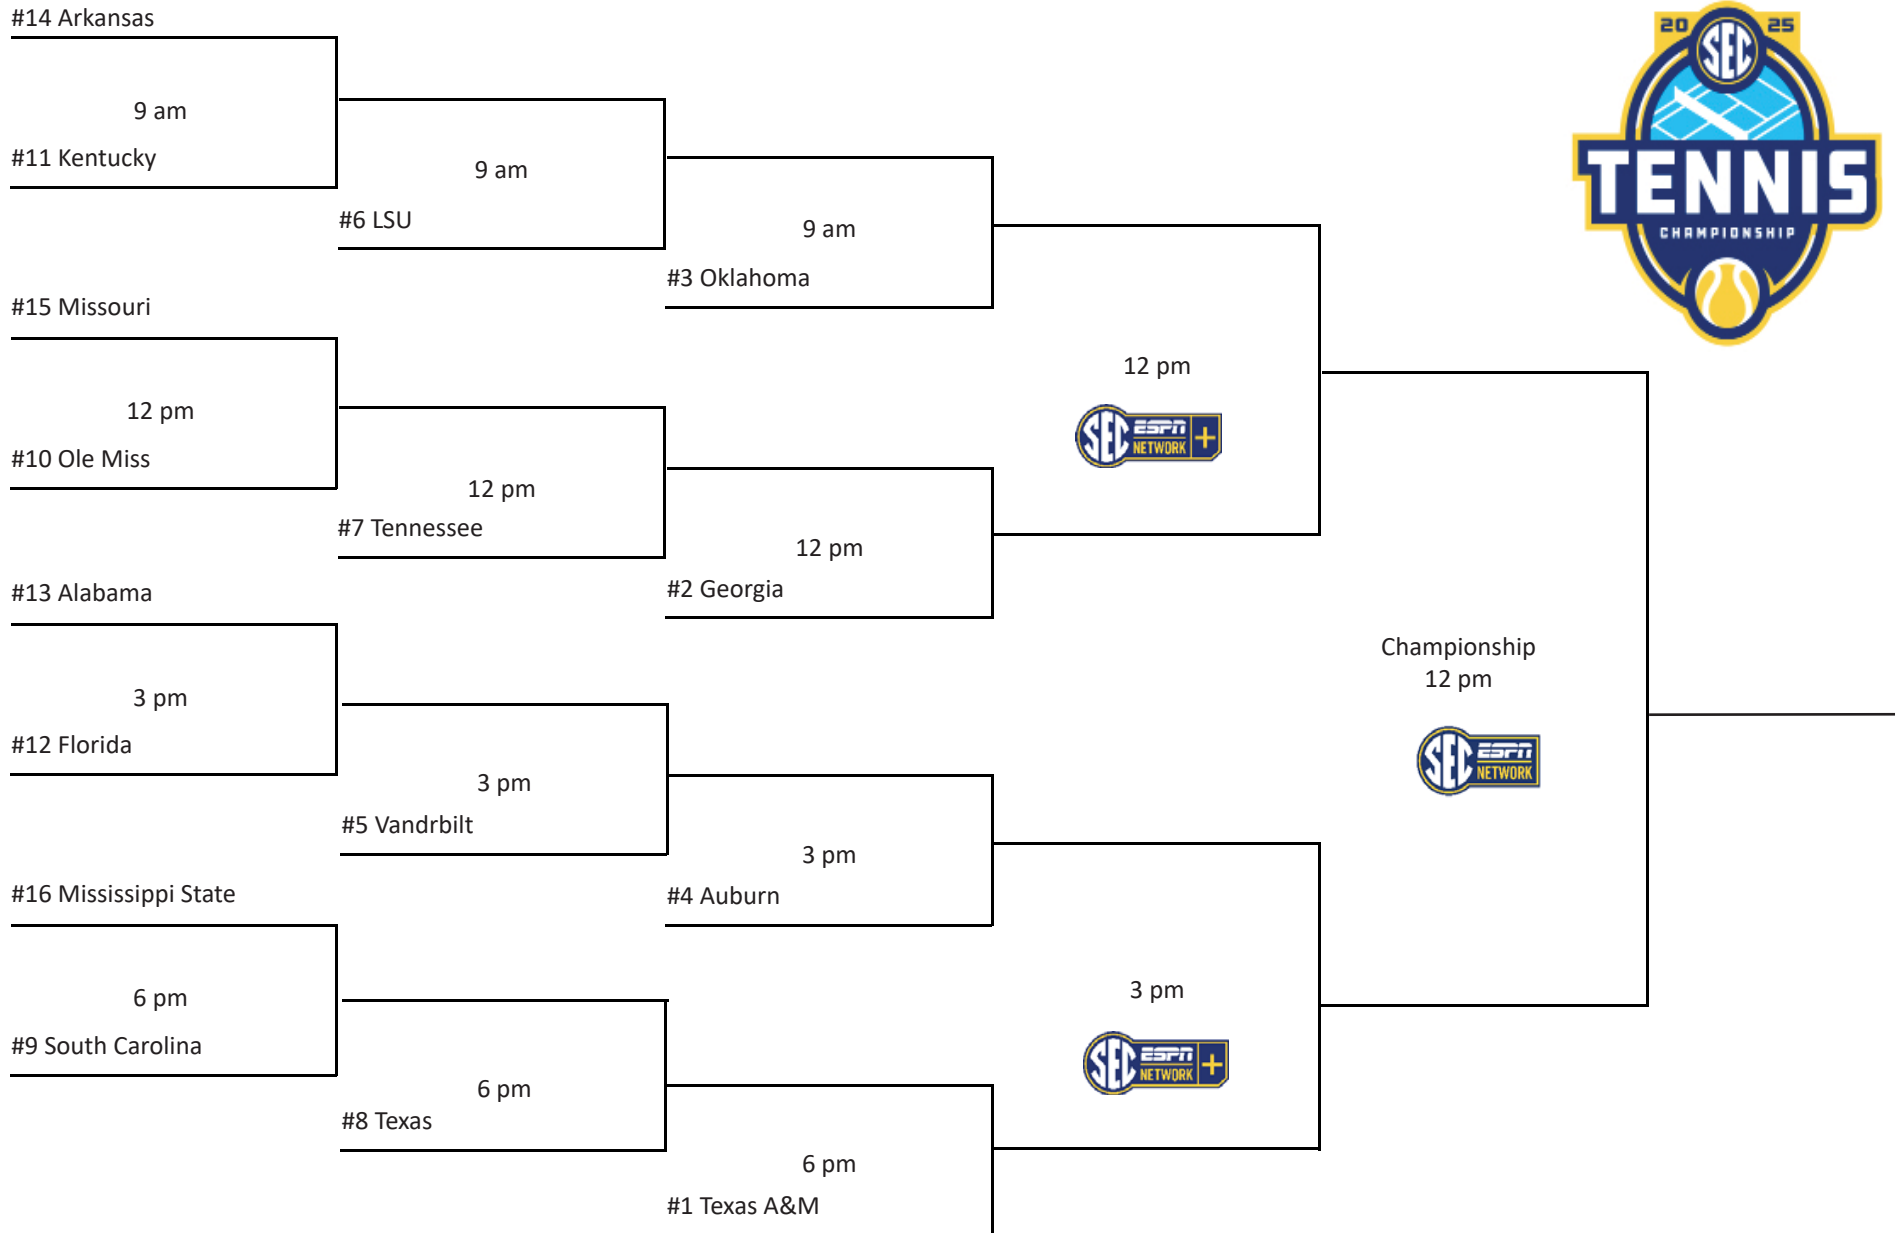 #14 Arkansas
9 am
#11 Kentucky
9 am
#6 LSU
9 am
#3 Oklahoma
#15 Missouri
12 pm
#10 Ole Miss
12 pm
#7 Tennessee
12 pm
#2 Georgia
12 pm
SEC ESPN NETWORK +
#13 Alabama
3 pm
#12 Florida
3 pm
#5 Vandrbilt
3 pm
#4 Auburn
#16 Mississippi State
6 pm
#9 South Carolina
6 pm
#8 Texas
6 pm
#1 Texas A&M
3 pm
SEC ESPN NETWORK +
Championship
12 pm
SEC ESPN NETWORK
20 SEC 25
TENNIS
CHAMPIONSHIP